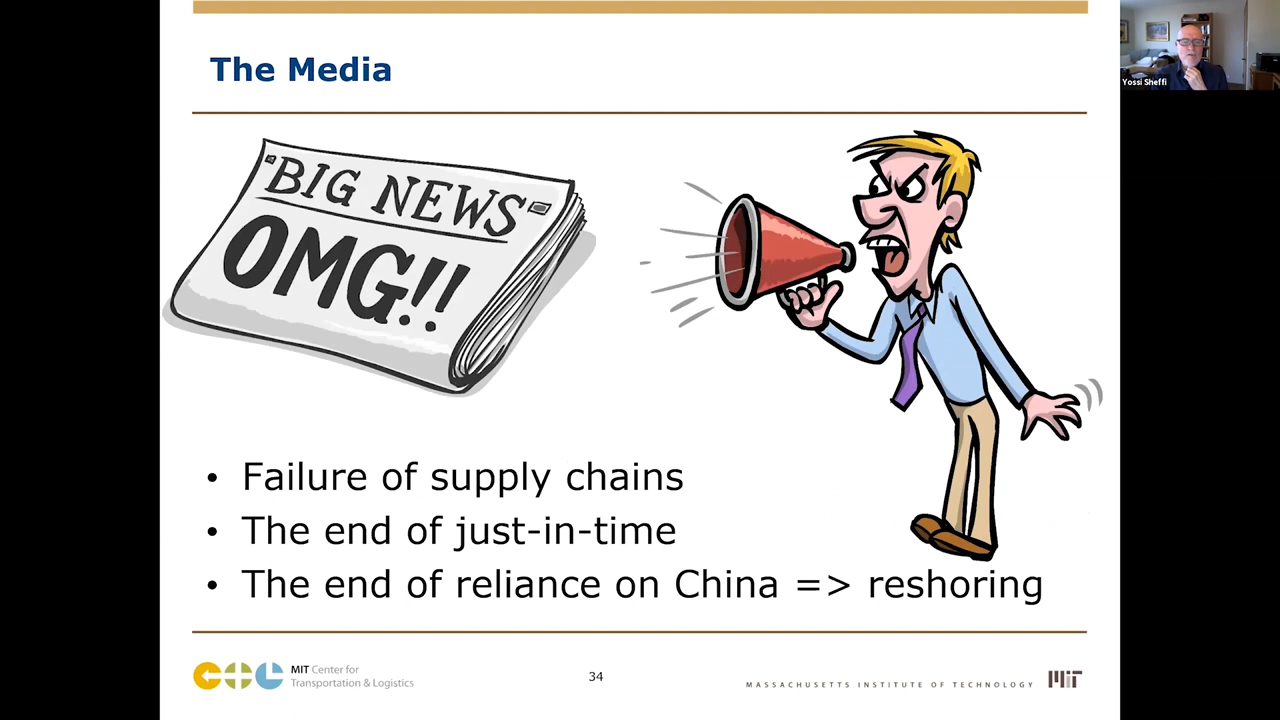 The Media
"BIG NEWS"
OMG!!
• Failure of supply chains
• The end of just-in-time
• The end of reliance on China => reshoring
MIT Center for
Transportation & Logistics
34
MASSACHUSETTS INSTITUTE OF TECHNOLOGY
MIT
Yossi Sheffi